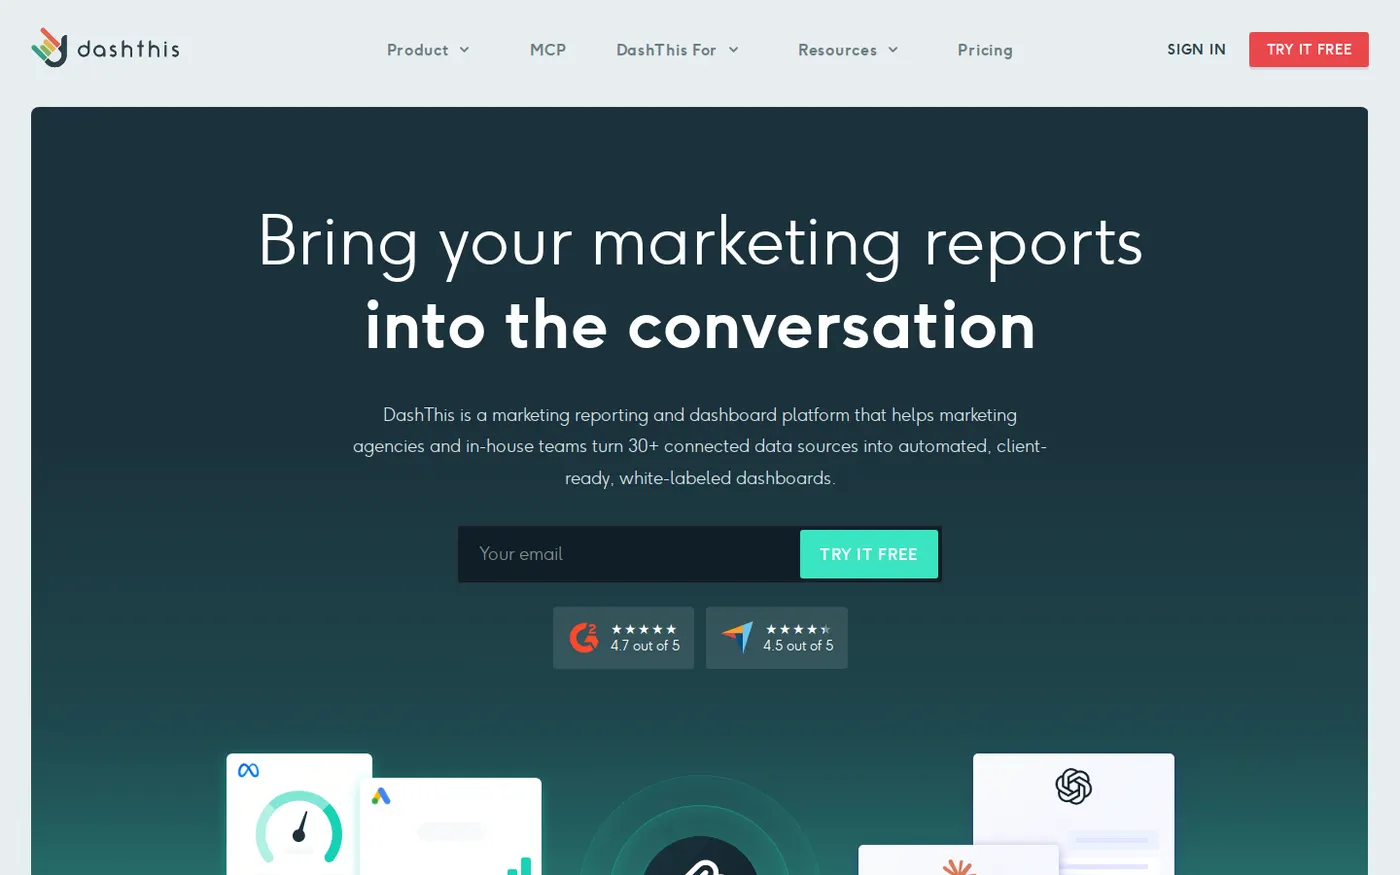 dashthis
Product
MCP
DashThis For
Resources
Pricing
SIGN IN
TRY IT FREE
Bring your marketing reports
into the conversation
DashThis is a marketing reporting and dashboard platform that helps marketing
agencies and in-house teams turn 30+ connected data sources into automated, client-
ready, white-labeled dashboards.
Your email
TRY IT FREE
4.7 out of 5
4.5 out of 5